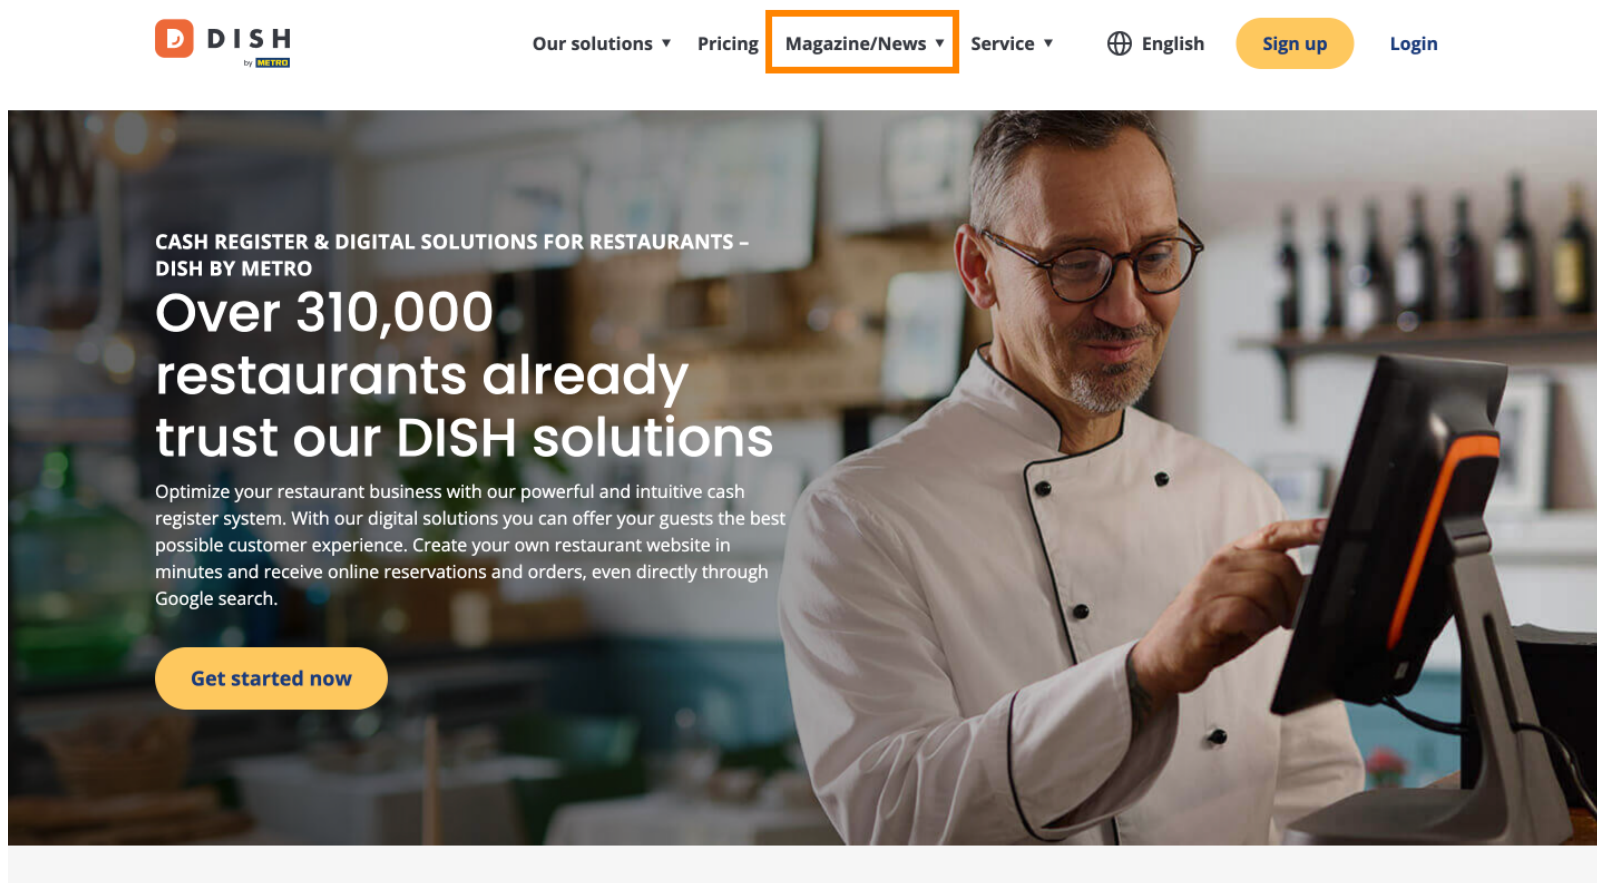 DISH
by METRO
Our solutions ▼ Pricing Magazine/News ▼ Service ▼ English Sign up Login
CASH REGISTER & DIGITAL SOLUTIONS FOR RESTAURANTS –
DISH BY METRO
Over 310,000
restaurants already
trust our DISH solutions
Optimize your restaurant business with our powerful and intuitive cash
register system. With our digital solutions you can offer your guests the best
possible customer experience. Create your own restaurant website in
minutes and receive online reservations and orders, even directly through
Google search.
Get started now